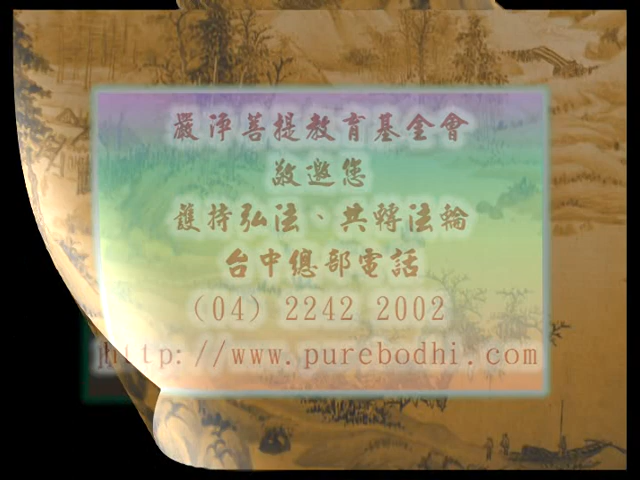 嚴淨菩提教育基金會
敬邀您
護持弘法、共轉法輪
台中總部電話
(04) 2242 2002
http://www.purebodhi.com